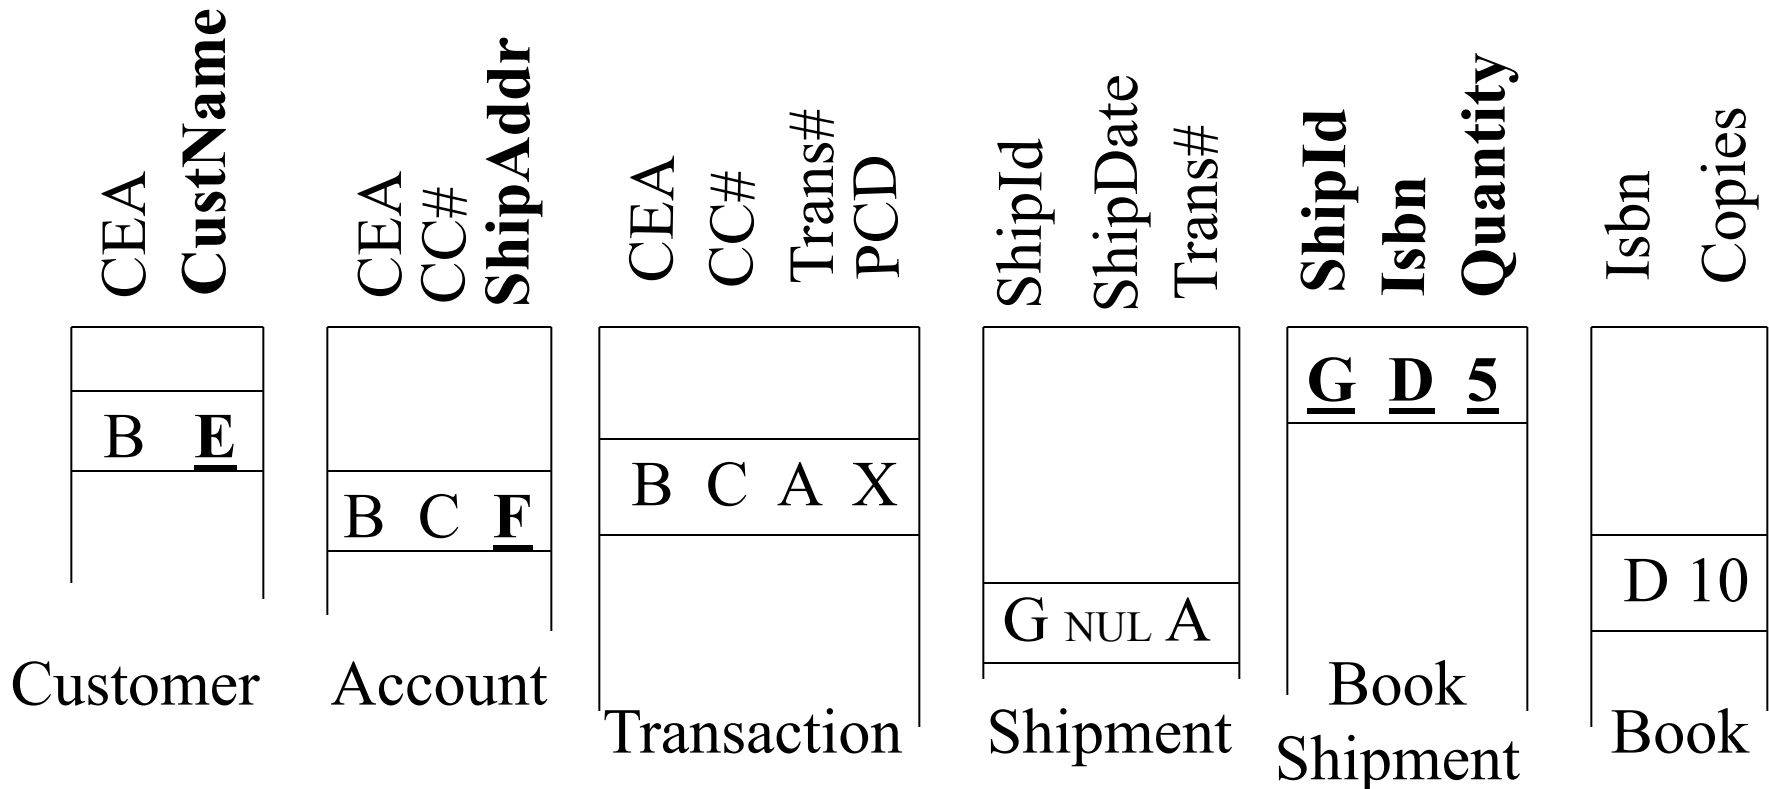 CEA CustName
CEA CC# ShipAddr
CEA CC# Trans# PCD
ShipId ShipDate Trans#
ShipId Isbn Quantity
Isbn Copies
G D 5
B E
B C F
B C A X
D 10
G NUL A
Customer
Account
Transaction
Shipment
Book
Shipment
Book